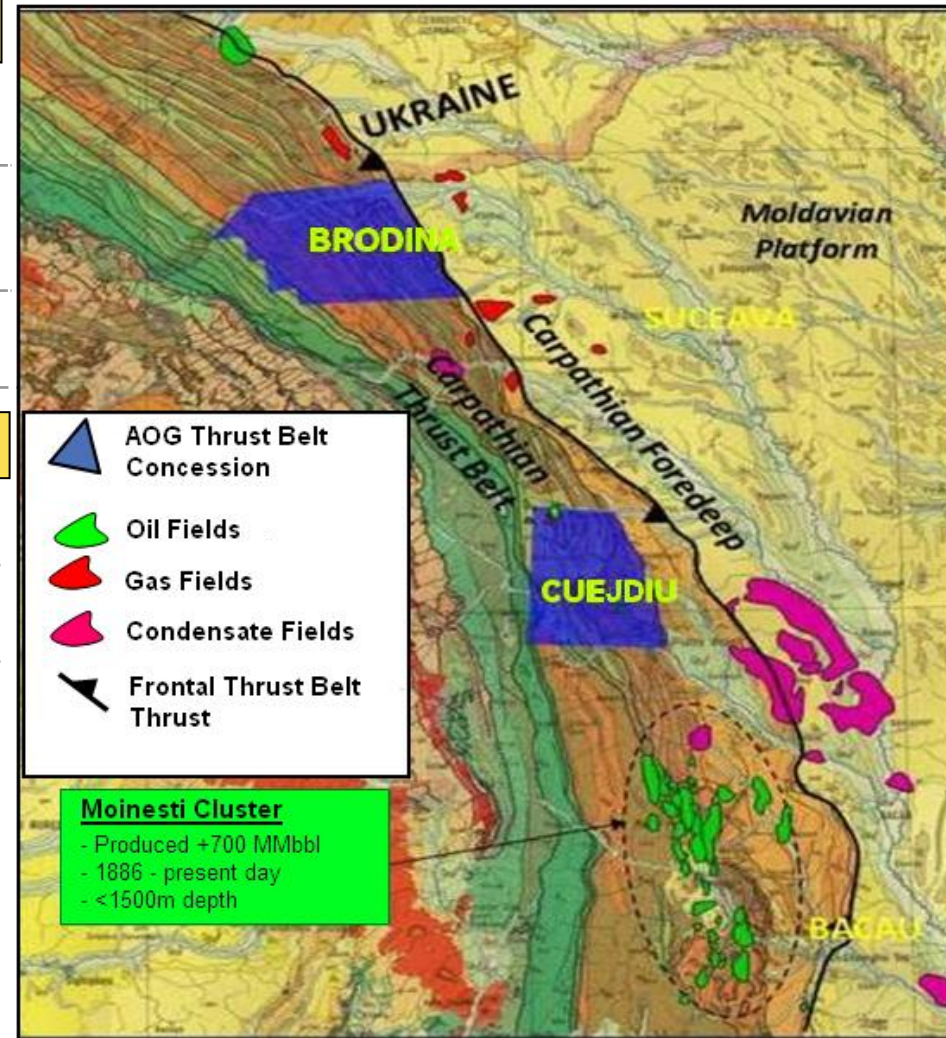 UKRAINE
BRODINA
Moldavian
Platform
SUCEAVA
Carpathian Foredeep
Carpathian
Thrust Belt
CUEJDIU
AOG Thrust Belt
Concession
Oil Fields
Gas Fields
Condensate Fields
Frontal Thrust Belt
Thrust
Moinesti Cluster
- Produced +700 MMbbl
- 1886 - present day
- <1500m depth
BACAU